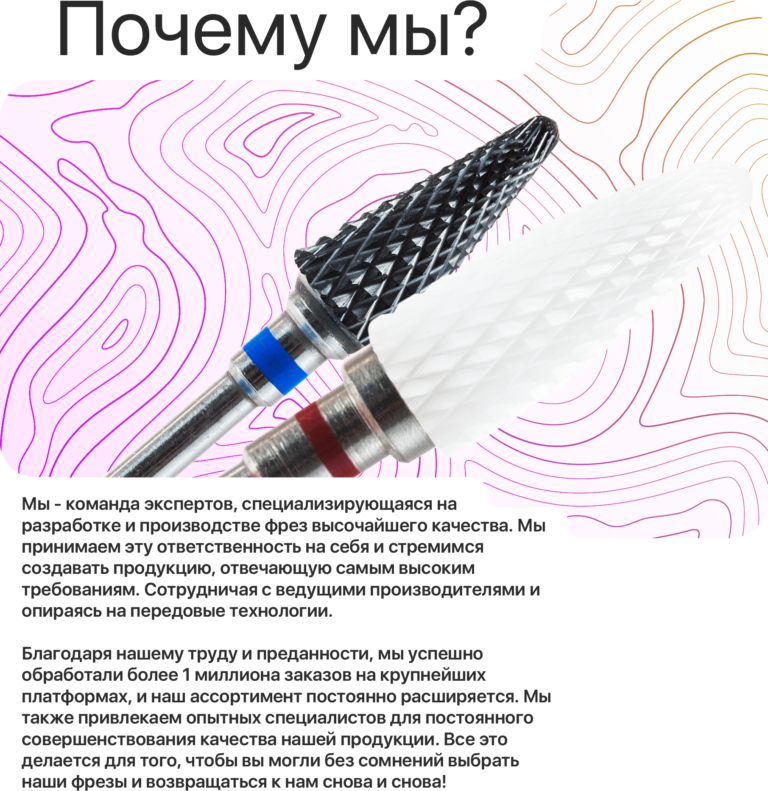 Почему мы?
Мы - команда экспертов, специализирующаяся на
разработке и производстве фрез высочайшего качества. Мы
принимаем эту ответственность на себя и стремимся
создавать продукцию, отвечающую самым высоким
требованиям. Сотрудничая с ведущими производителями и
опираясь на передовые технологии.
Благодаря нашему труду и преданности, мы успешно
обработали более 1 миллиона заказов на крупнейших
платформах, и наш ассортимент постоянно расширяется. Мы
также привлекаем опытных специалистов для постоянного
совершенствования качества нашей продукции. Все это
делается для того, чтобы вы могли без сомнений выбрать
наши фрезы и возвращаться к нам снова и снова!